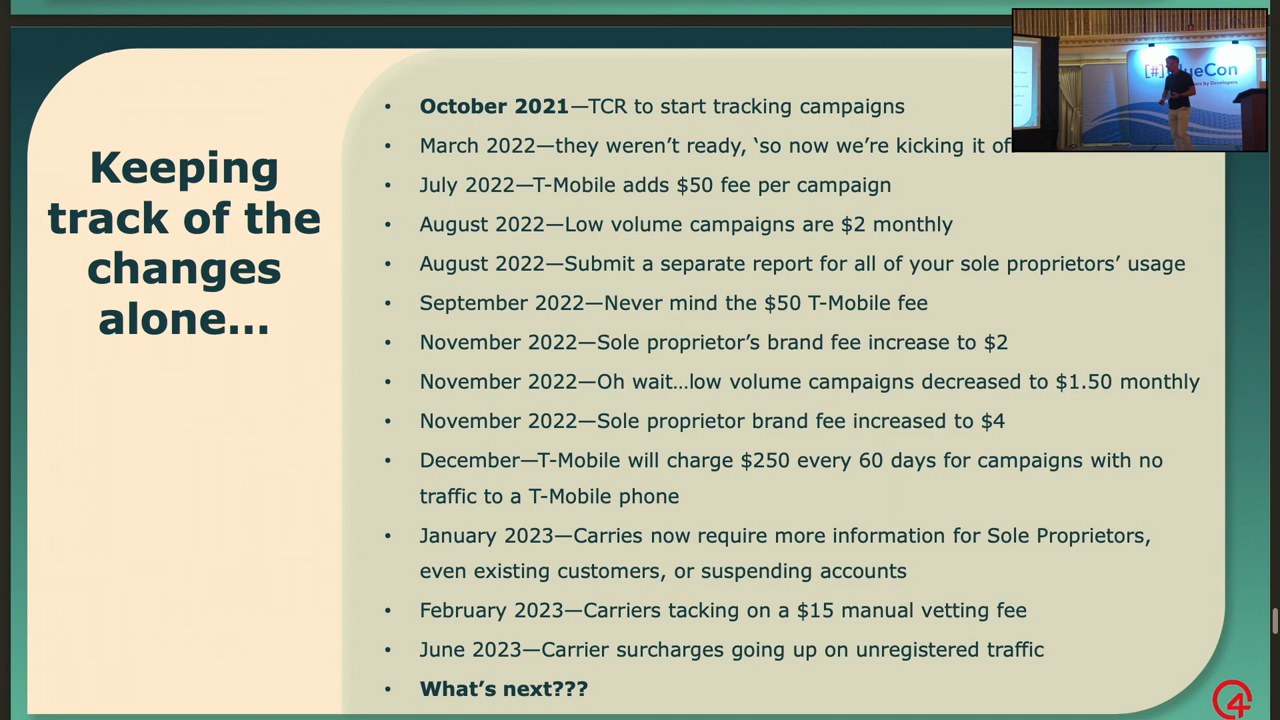 Keeping
track of the
changes
alone...
• October 2021—TCR to start tracking campaigns
• March 2022—they weren't ready, 'so now we're kicking it of
• July 2022—T-Mobile adds $50 fee per campaign
• August 2022—Low volume campaigns are $2 monthly
• August 2022—Submit a separate report for all of your sole proprietors' usage
• September 2022—Never mind the $50 T-Mobile fee
• November 2022—Sole proprietor's brand fee increase to $2
• November 2022—Oh wait…low volume campaigns decreased to $1.50 monthly
• November 2022—Sole proprietor brand fee increased to $4
• December—T-Mobile will charge $250 every 60 days for campaigns with no
traffic to a T-Mobile phone
• January 2023—Carries now require more information for Sole Proprietors,
even existing customers, or suspending accounts
• February 2023—Carriers tacking on a $15 manual vetting fee
• June 2023—Carrier surcharges going up on unregistered traffic
• What's next???
[#] ueCon
by Developers
4